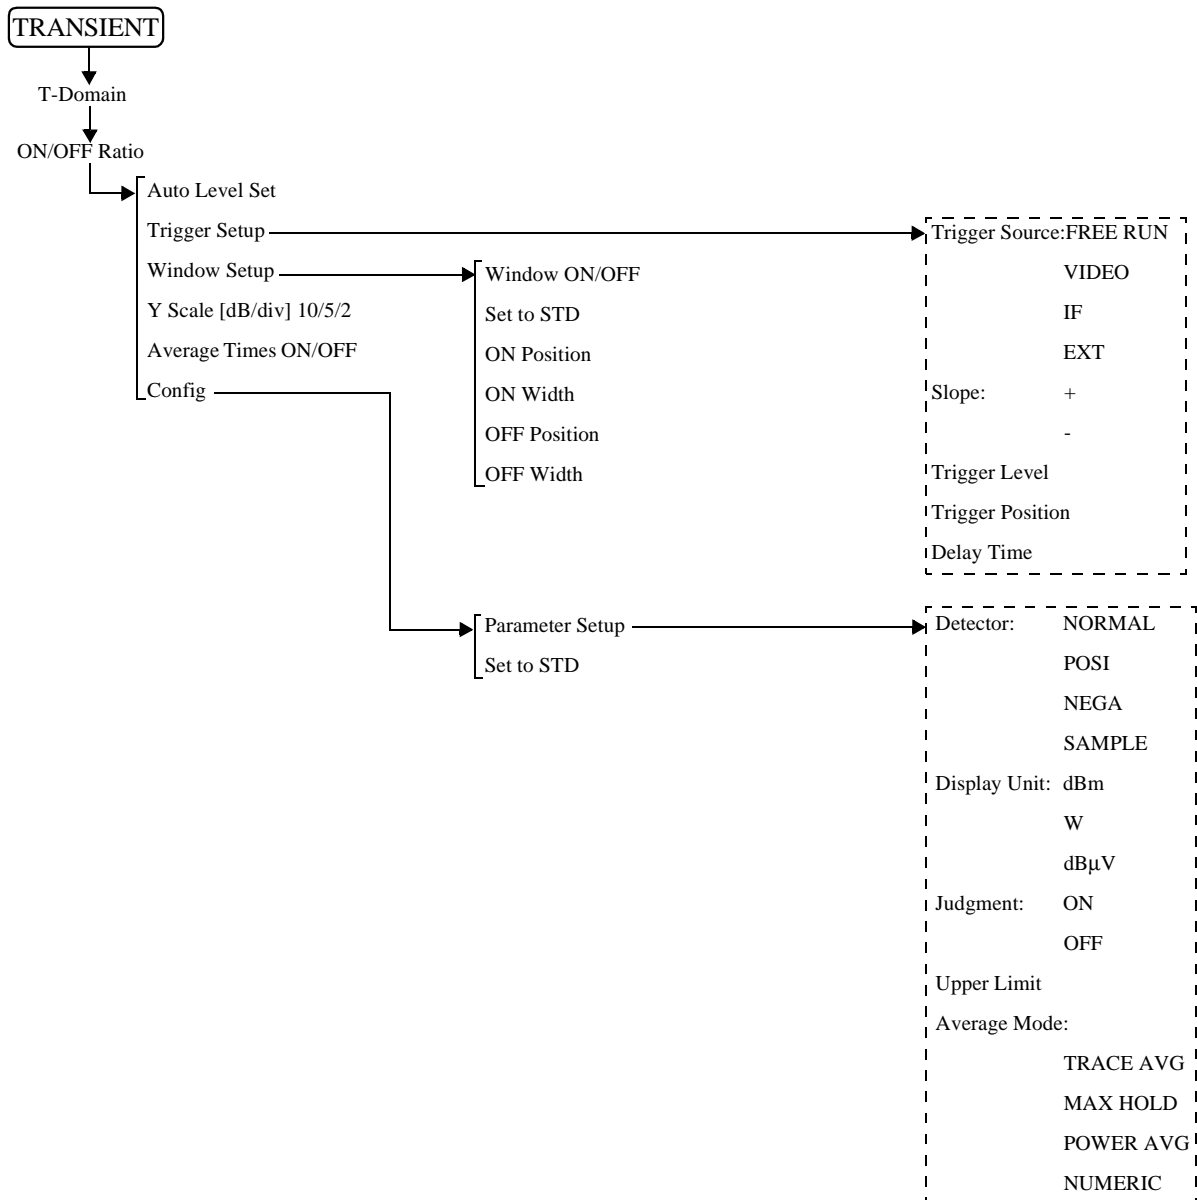 TRANSIENT
T-Domain
ON/OFF Ratio
Auto Level Set
Trigger Setup
Window Setup
Y Scale [dB/div] 10/5/2
Average Times ON/OFF
Config
Window ON/OFF
Set to STD
ON Position
ON Width
OFF Position
OFF Width
Trigger Source:FREE RUN
VIDEO
IF
EXT
Slope: +
-
Trigger Level
Trigger Position
Delay Time
Parameter Setup
Set to STD
Detector: NORMAL
POSI
NEGA
SAMPLE
Display Unit: dBm
W
dBµV
Judgment: ON
OFF
Upper Limit
Average Mode:
TRACE AVG
MAX HOLD
POWER AVG
NUMERIC